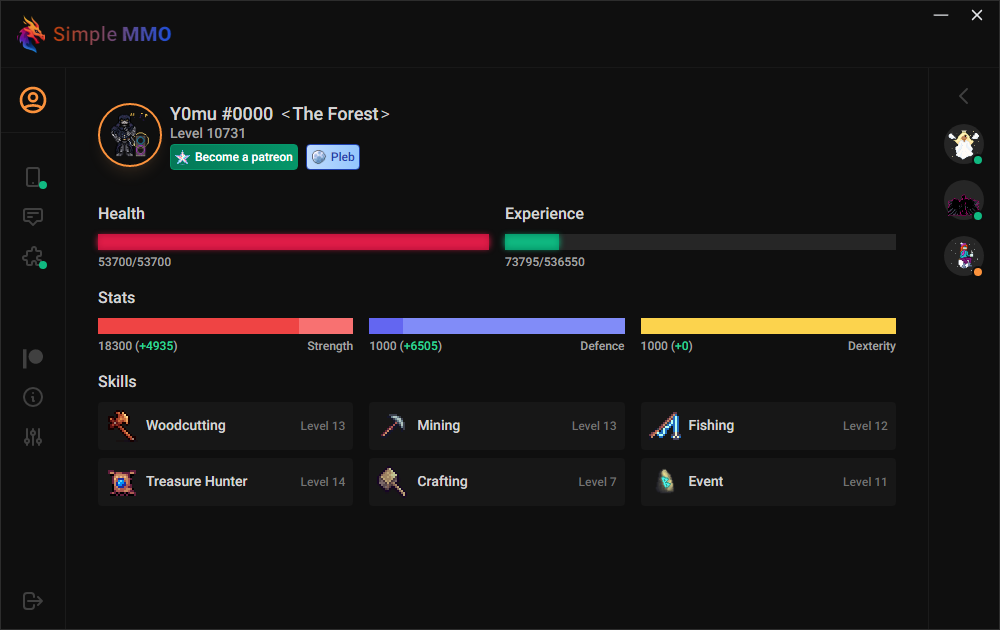 Simple MMO
Y0mu #0000 <The Forest>
Level 10731
Become a patreon Pleb
Health Experience
53700/53700 73795/536550
Stats
18300 (+4935) Strength 1000 (+6505) Defence 1000 (+0) Dexterity
Skills
Woodcutting Level 13 Mining Level 13 Fishing Level 12
Treasure Hunter Level 14 Crafting Level 7 Event Level 11